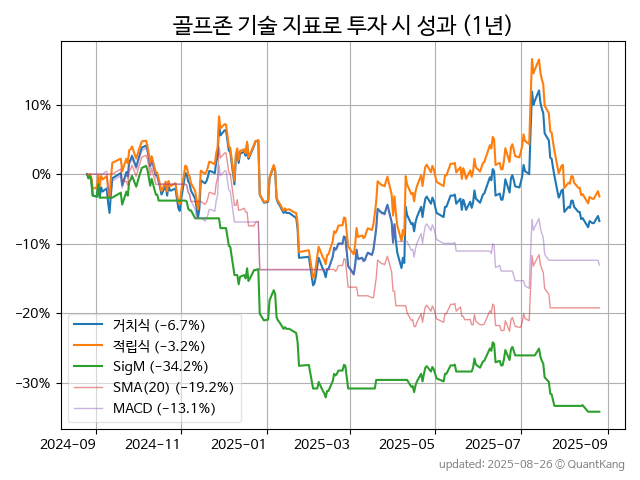 골프존 기술 지표로 투자 시 성과 (1년)
10%
0%
−10%
−20%
−30%
거치식 (−6.7%)
적립식 (−3.2%)
SigM (−34.2%)
SMA(20) (−19.2%)
MACD (−13.1%)
2024−09 2024−11 2025−01 2025−03 2025−05 2025−07 2025−09
updated: 2025-08-26 © QuantKang